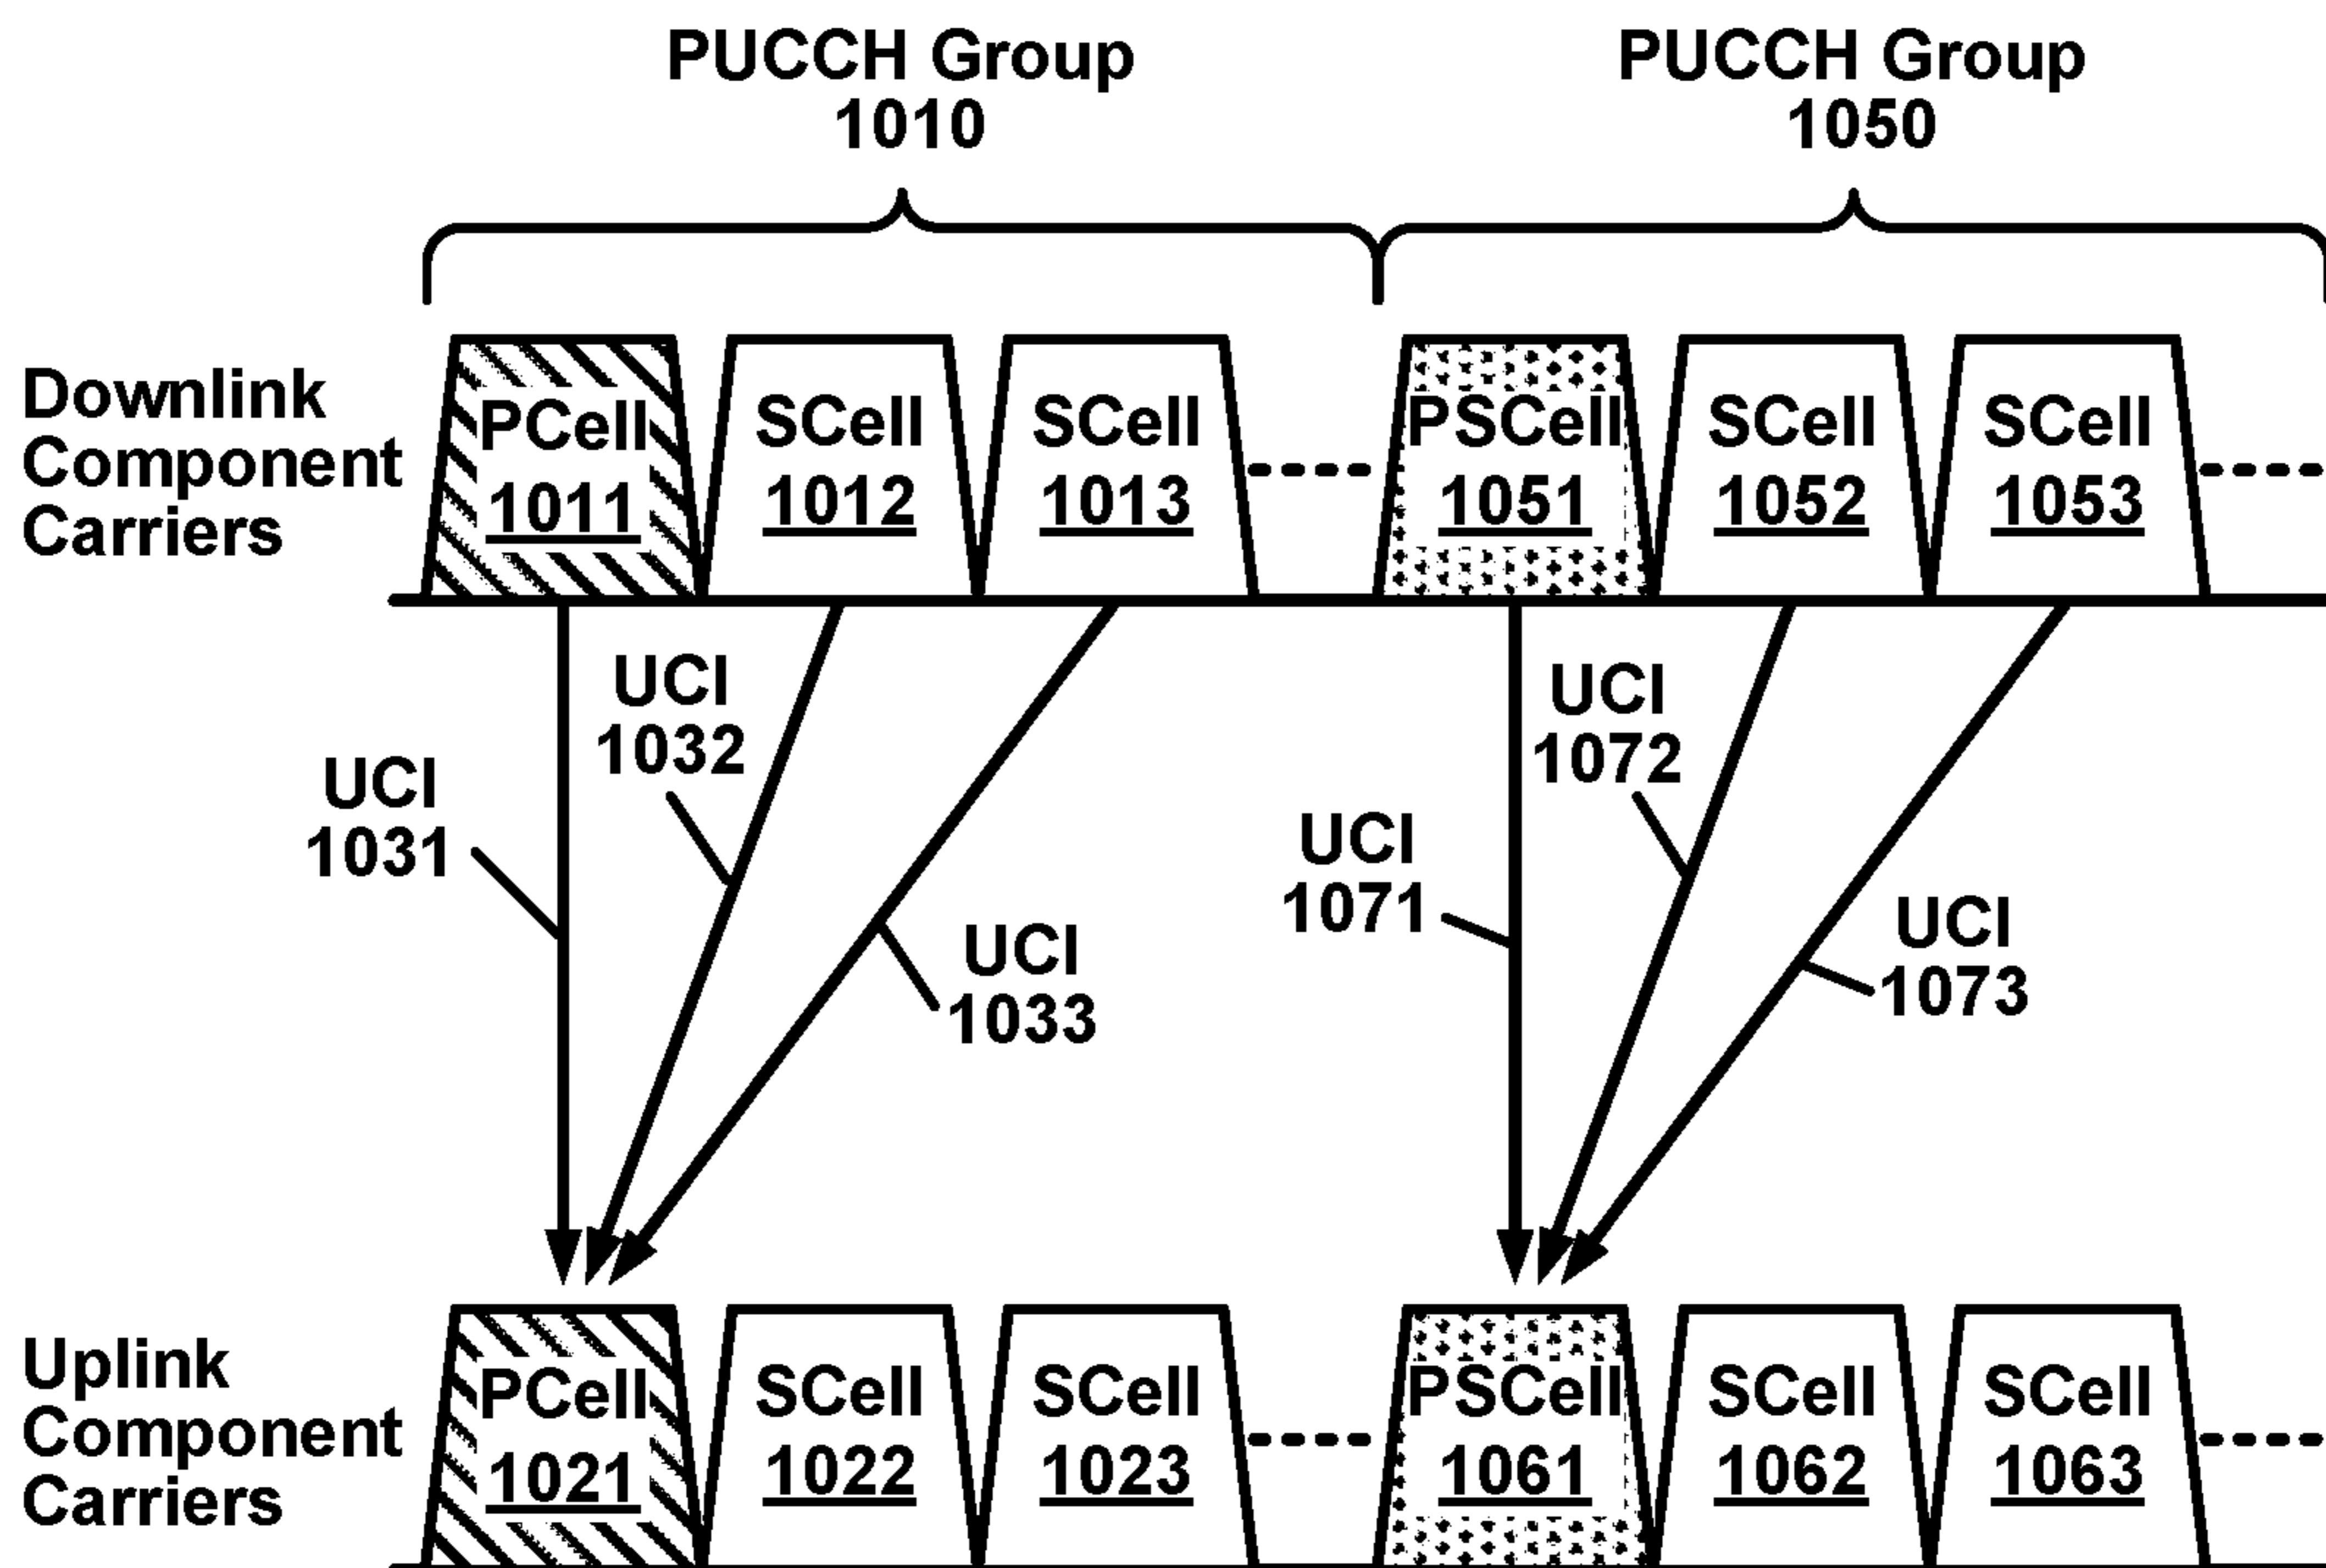 PUCCH Group
1010
PUCCH Group
1050
Downlink
Component
Carriers
PCell
1011
SCell
1012
SCell
1013
PSCell
1051
SCell
1052
SCell
1053
UCI
1031
UCI
1032
UCI
1033
UCI
1071
UCI
1072
UCI
1073
Uplink
Component
Carriers
PCell
1021
SCell
1022
SCell
1023
PSCell
1061
SCell
1062
SCell
1063